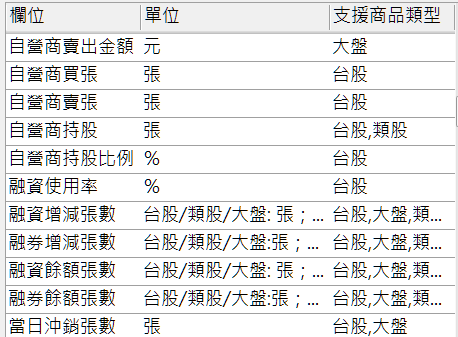 欄位 單位 支援商品類型
自營商賣出金額 元 大盤
自營商買張 張 台股
自營商賣張 張 台股
自營商持股 張 台股,類股
自營商持股比例 % 台股
融資使用率 % 台股
融資增減張數 台股/類股/大盤: 張；... 台股,大盤,類...
融券增減張數 台股/類股/大盤:張；... 台股,大盤,類...
融資餘額張數 台股/類股/大盤: 張；... 台股,大盤,類...
融券餘額張數 台股/類股/大盤:張；... 台股,大盤,類...
當日沖銷張數 張 台股,大盤